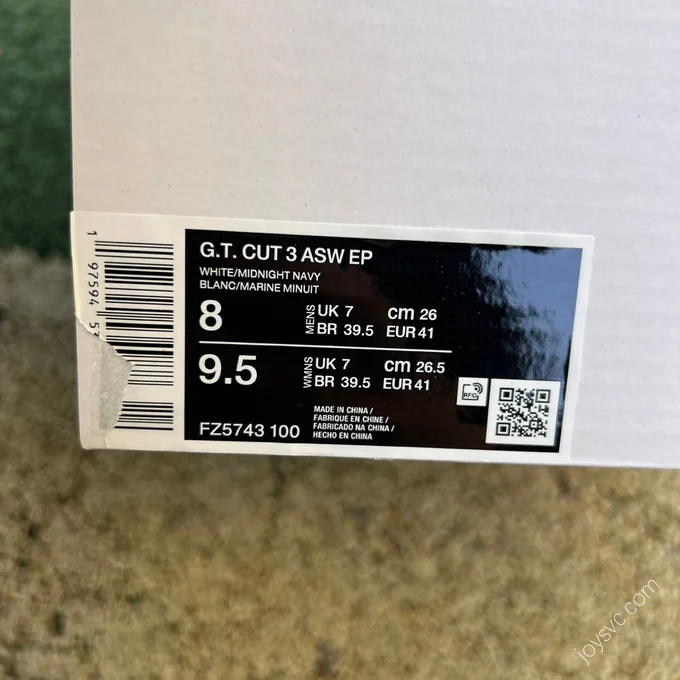 G.T. CUT 3 ASW EP
WHITE/MIDNIGHT NAVY
BLANC/MARINE MINUIT
8 MENS UK 7 cm 26
BR 39.5 EUR 41
9.5 WMNS UK 7 cm 26.5
BR 39.5 EUR 41
FZ5743 100
MADE IN CHINA /
FABRIQUE EN CHINE /
FABRICADO NA CHINA /
HECHO EN CHINA
RFID
1 97594
joysvc.com